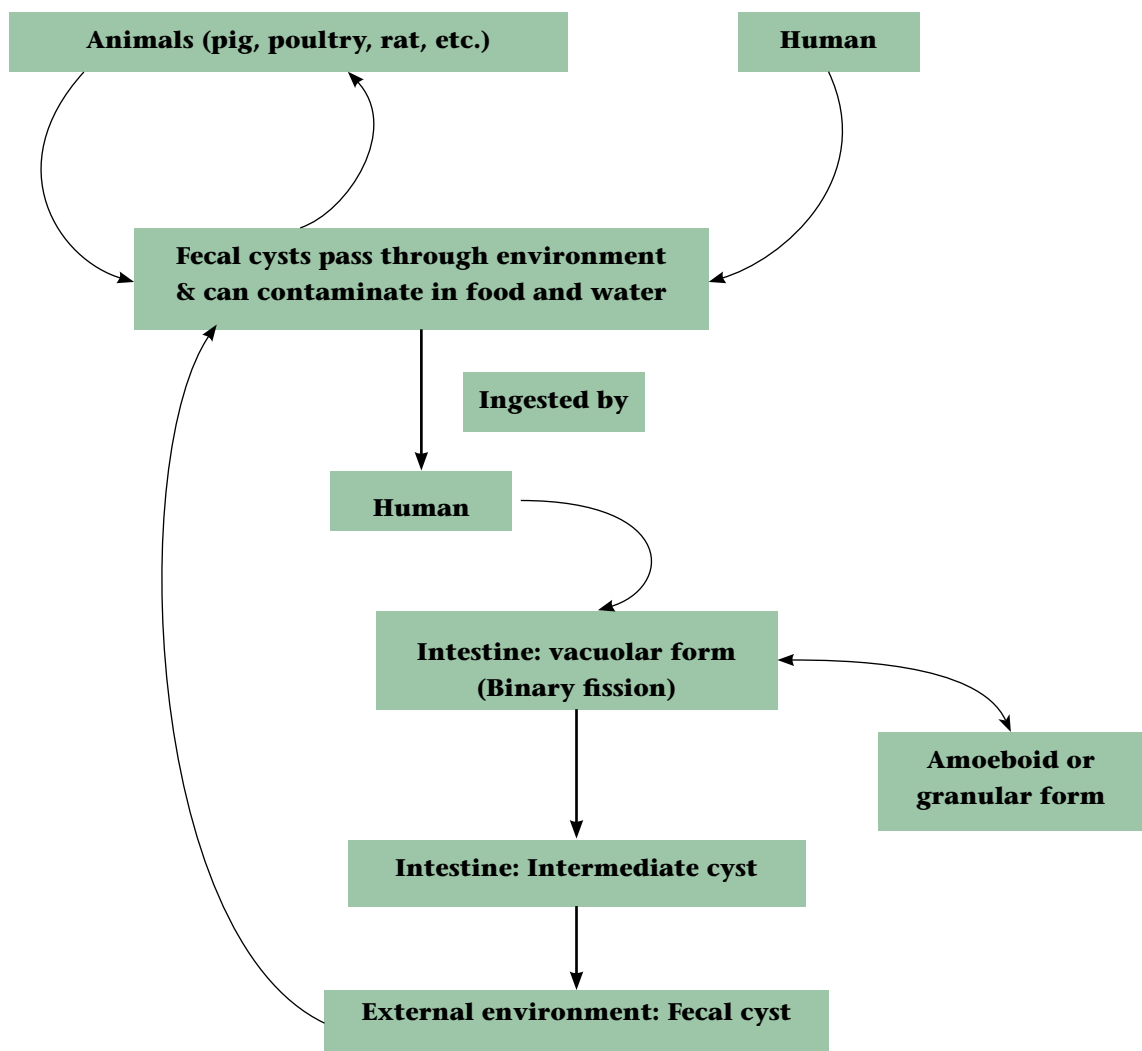 Animals (pig, poultry, rat, etc.)
Human
Fecal cysts pass through environment
& can contaminate in food and water
Ingested by
Human
Intestine: vacuolar form
(Binary fission)
Amoeboid or
granular form
Intestine: Intermediate cyst
External environment: Fecal cyst